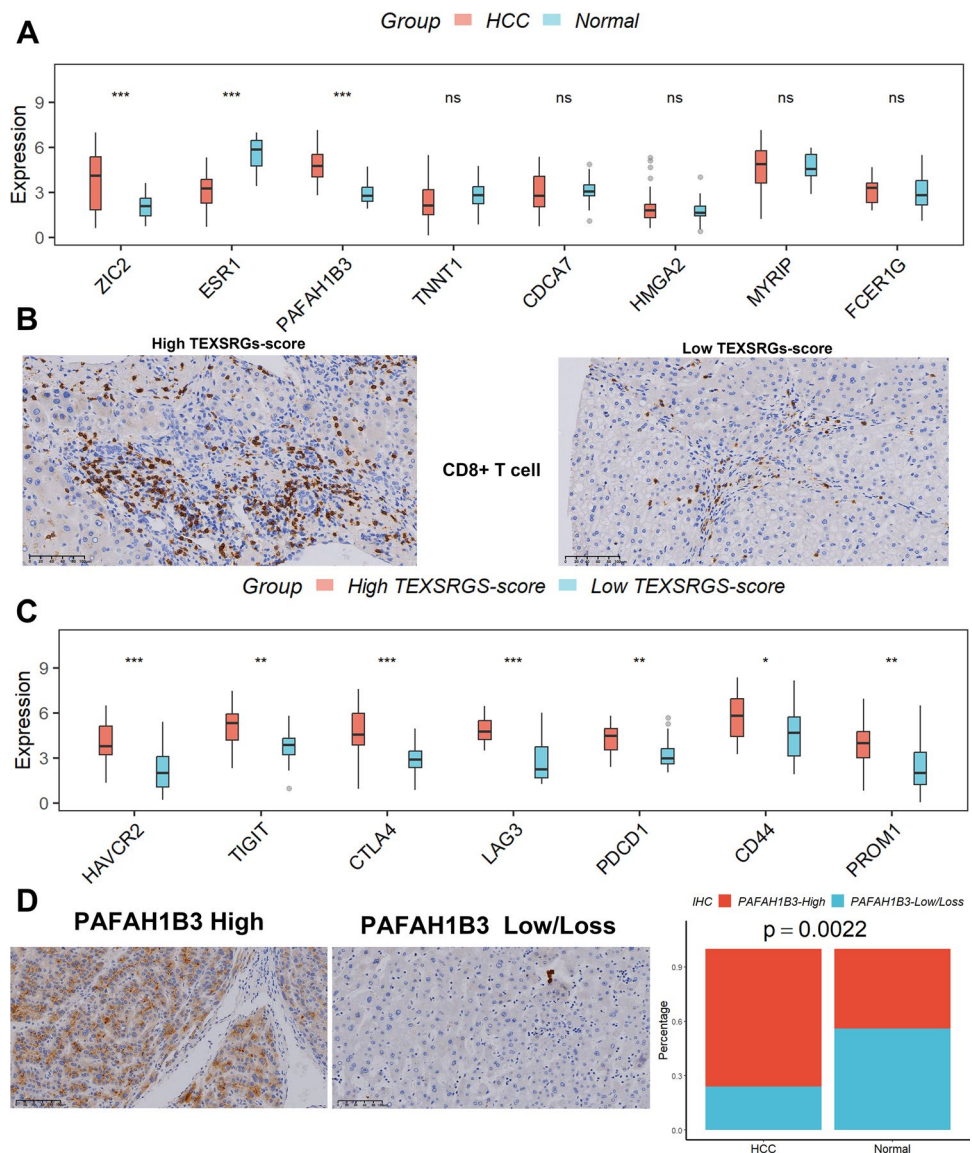 A
Group HCC Normal
Expression
9
6
3
0
*** *** *** ns ns ns ns ns
ZIC2 ESR1 PAFAH1B3 TNNT1 CDCA7 HMGA2 MYRIP FCER1G
B
High TEXSRGs-score
Low TEXSRGs-score
CD8+ T cell
Group High TEXSRGS-score Low TEXSRGS-score
C
Expression
9
6
3
0
*** ** *** *** ** * **
HAVCR2 TIGIT CTLA4 LAG3 PDCD1 CD44 PROM1
D
PAFAH1B3 High
PAFAH1B3 Low/Loss
IHC PAFAH1B3-High PAFAH1B3-Low/Loss
p = 0.0022
Percentage
0.9
0.6
0.3
0.0
HCC Normal